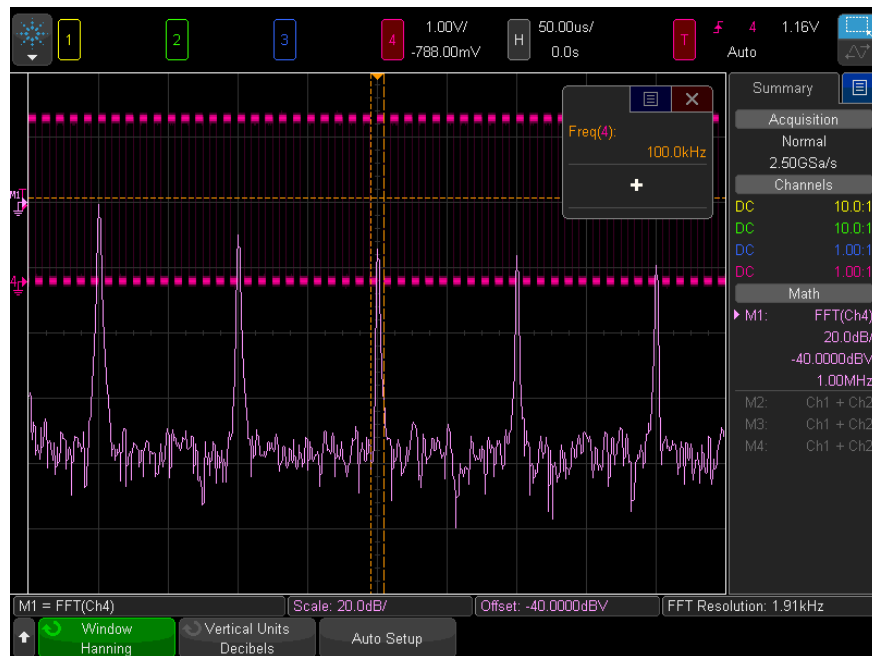 1 2 3 4 1.00V/ H 50.00us/ T 4 1.16V
-788.00mV 0.0s Auto
Summary
Freq(4):
100.0kHz
Acquisition
Normal
2.50GSa/s
Channels
DC 10.0:1
DC 10.0:1
DC 1.00:1
DC 1.00:1
Math
M1: FFT(Ch4)
20.0dB/
-40.0000dBV
1.00MHz
M2: Ch1 + Ch2
M3: Ch1 + Ch2
M4: Ch1 + Ch2
M1
4
M1 = FFT(Ch4) Scale: 20.0dB/ Offset: -40.0000dBV FFT Resolution: 1.91kHz
Window Vertical Units Auto Setup
Hanning Decibels